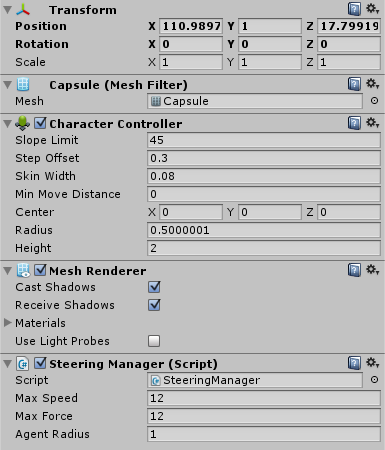 Transform
Position X 110.9897 Y 1 Z 17.79919
Rotation X 0 Y 0 Z 0
Scale X 1 Y 1 Z 1
Capsule (Mesh Filter)
Mesh Capsule
Character Controller
Slope Limit 45
Step Offset 0.3
Skin Width 0.08
Min Move Distance 0
Center X 0 Y 0 Z 0
Radius 0.5000001
Height 2
Mesh Renderer
Cast Shadows
Receive Shadows
Materials
Use Light Probes
C# Steering Manager (Script)
Script SteeringManager
Max Speed 12
Max Force 12
Agent Radius 1